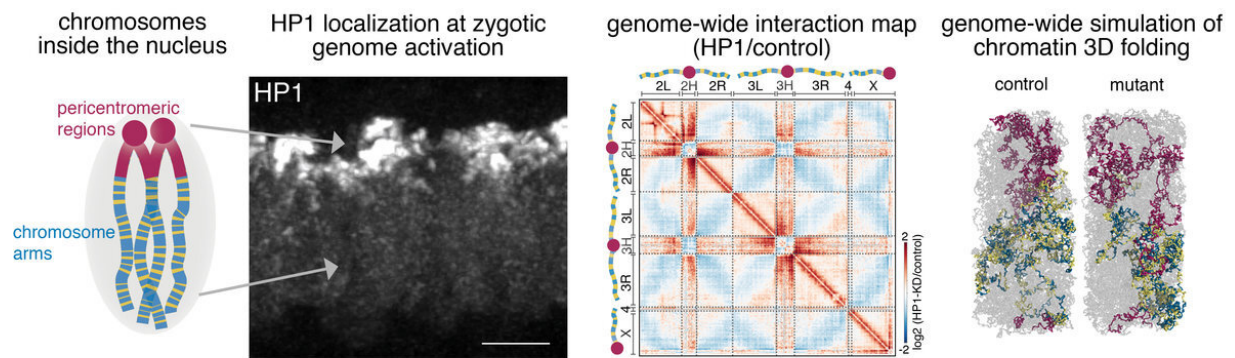 chromosomes
inside the nucleus
pericentromeric
regions
chromosome
arms
HP1 localization at zygotic
genome activation
HP1
genome-wide interaction map
(HP1/control)
2L 2H 2R 3L 3H 3R 4 X
2L
2H
2R
3L
3H
3R
4
X
2
log2 (HP1-KD/control)
-2
genome-wide simulation of
chromatin 3D folding
control mutant